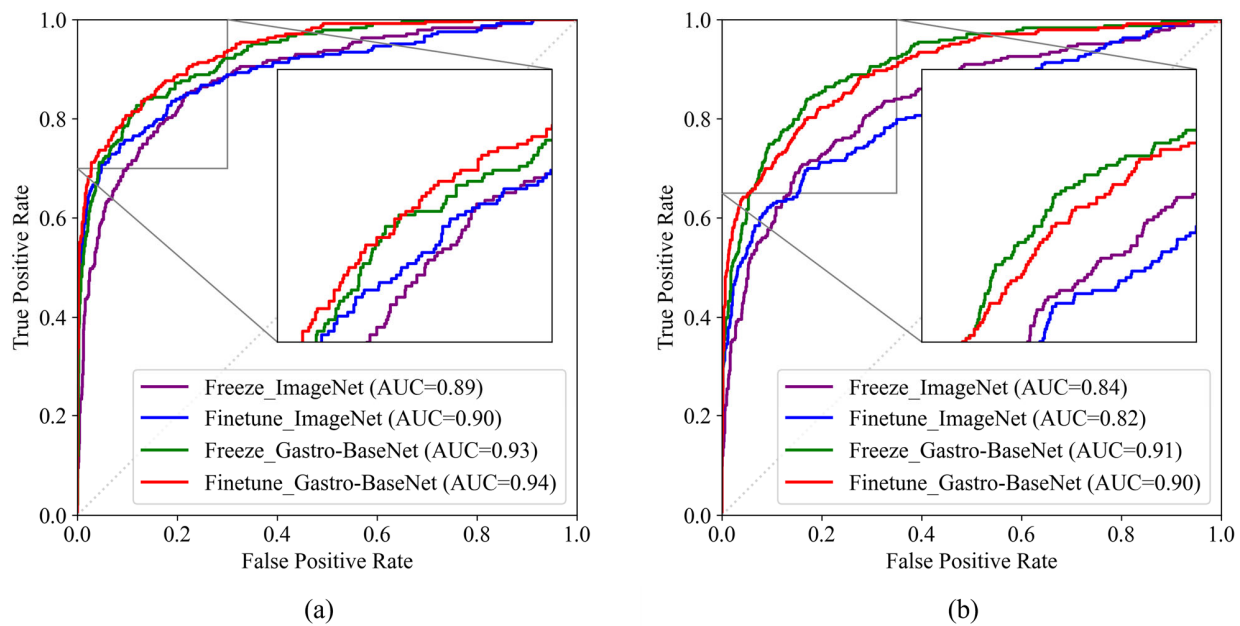 1.0
0.8
0.6
0.4
0.2
0.0
True Positive Rate
Freeze_ImageNet (AUC=0.89)
Finetune_ImageNet (AUC=0.90)
Freeze_Gastro-BaseNet (AUC=0.93)
Finetune_Gastro-BaseNet (AUC=0.94)
0.0 0.2 0.4 0.6 0.8 1.0
False Positive Rate
(a)
1.0
0.8
0.6
0.4
0.2
0.0
True Positive Rate
Freeze_ImageNet (AUC=0.84)
Finetune_ImageNet (AUC=0.82)
Freeze_Gastro-BaseNet (AUC=0.91)
Finetune_Gastro-BaseNet (AUC=0.90)
0.0 0.2 0.4 0.6 0.8 1.0
False Positive Rate
(b)